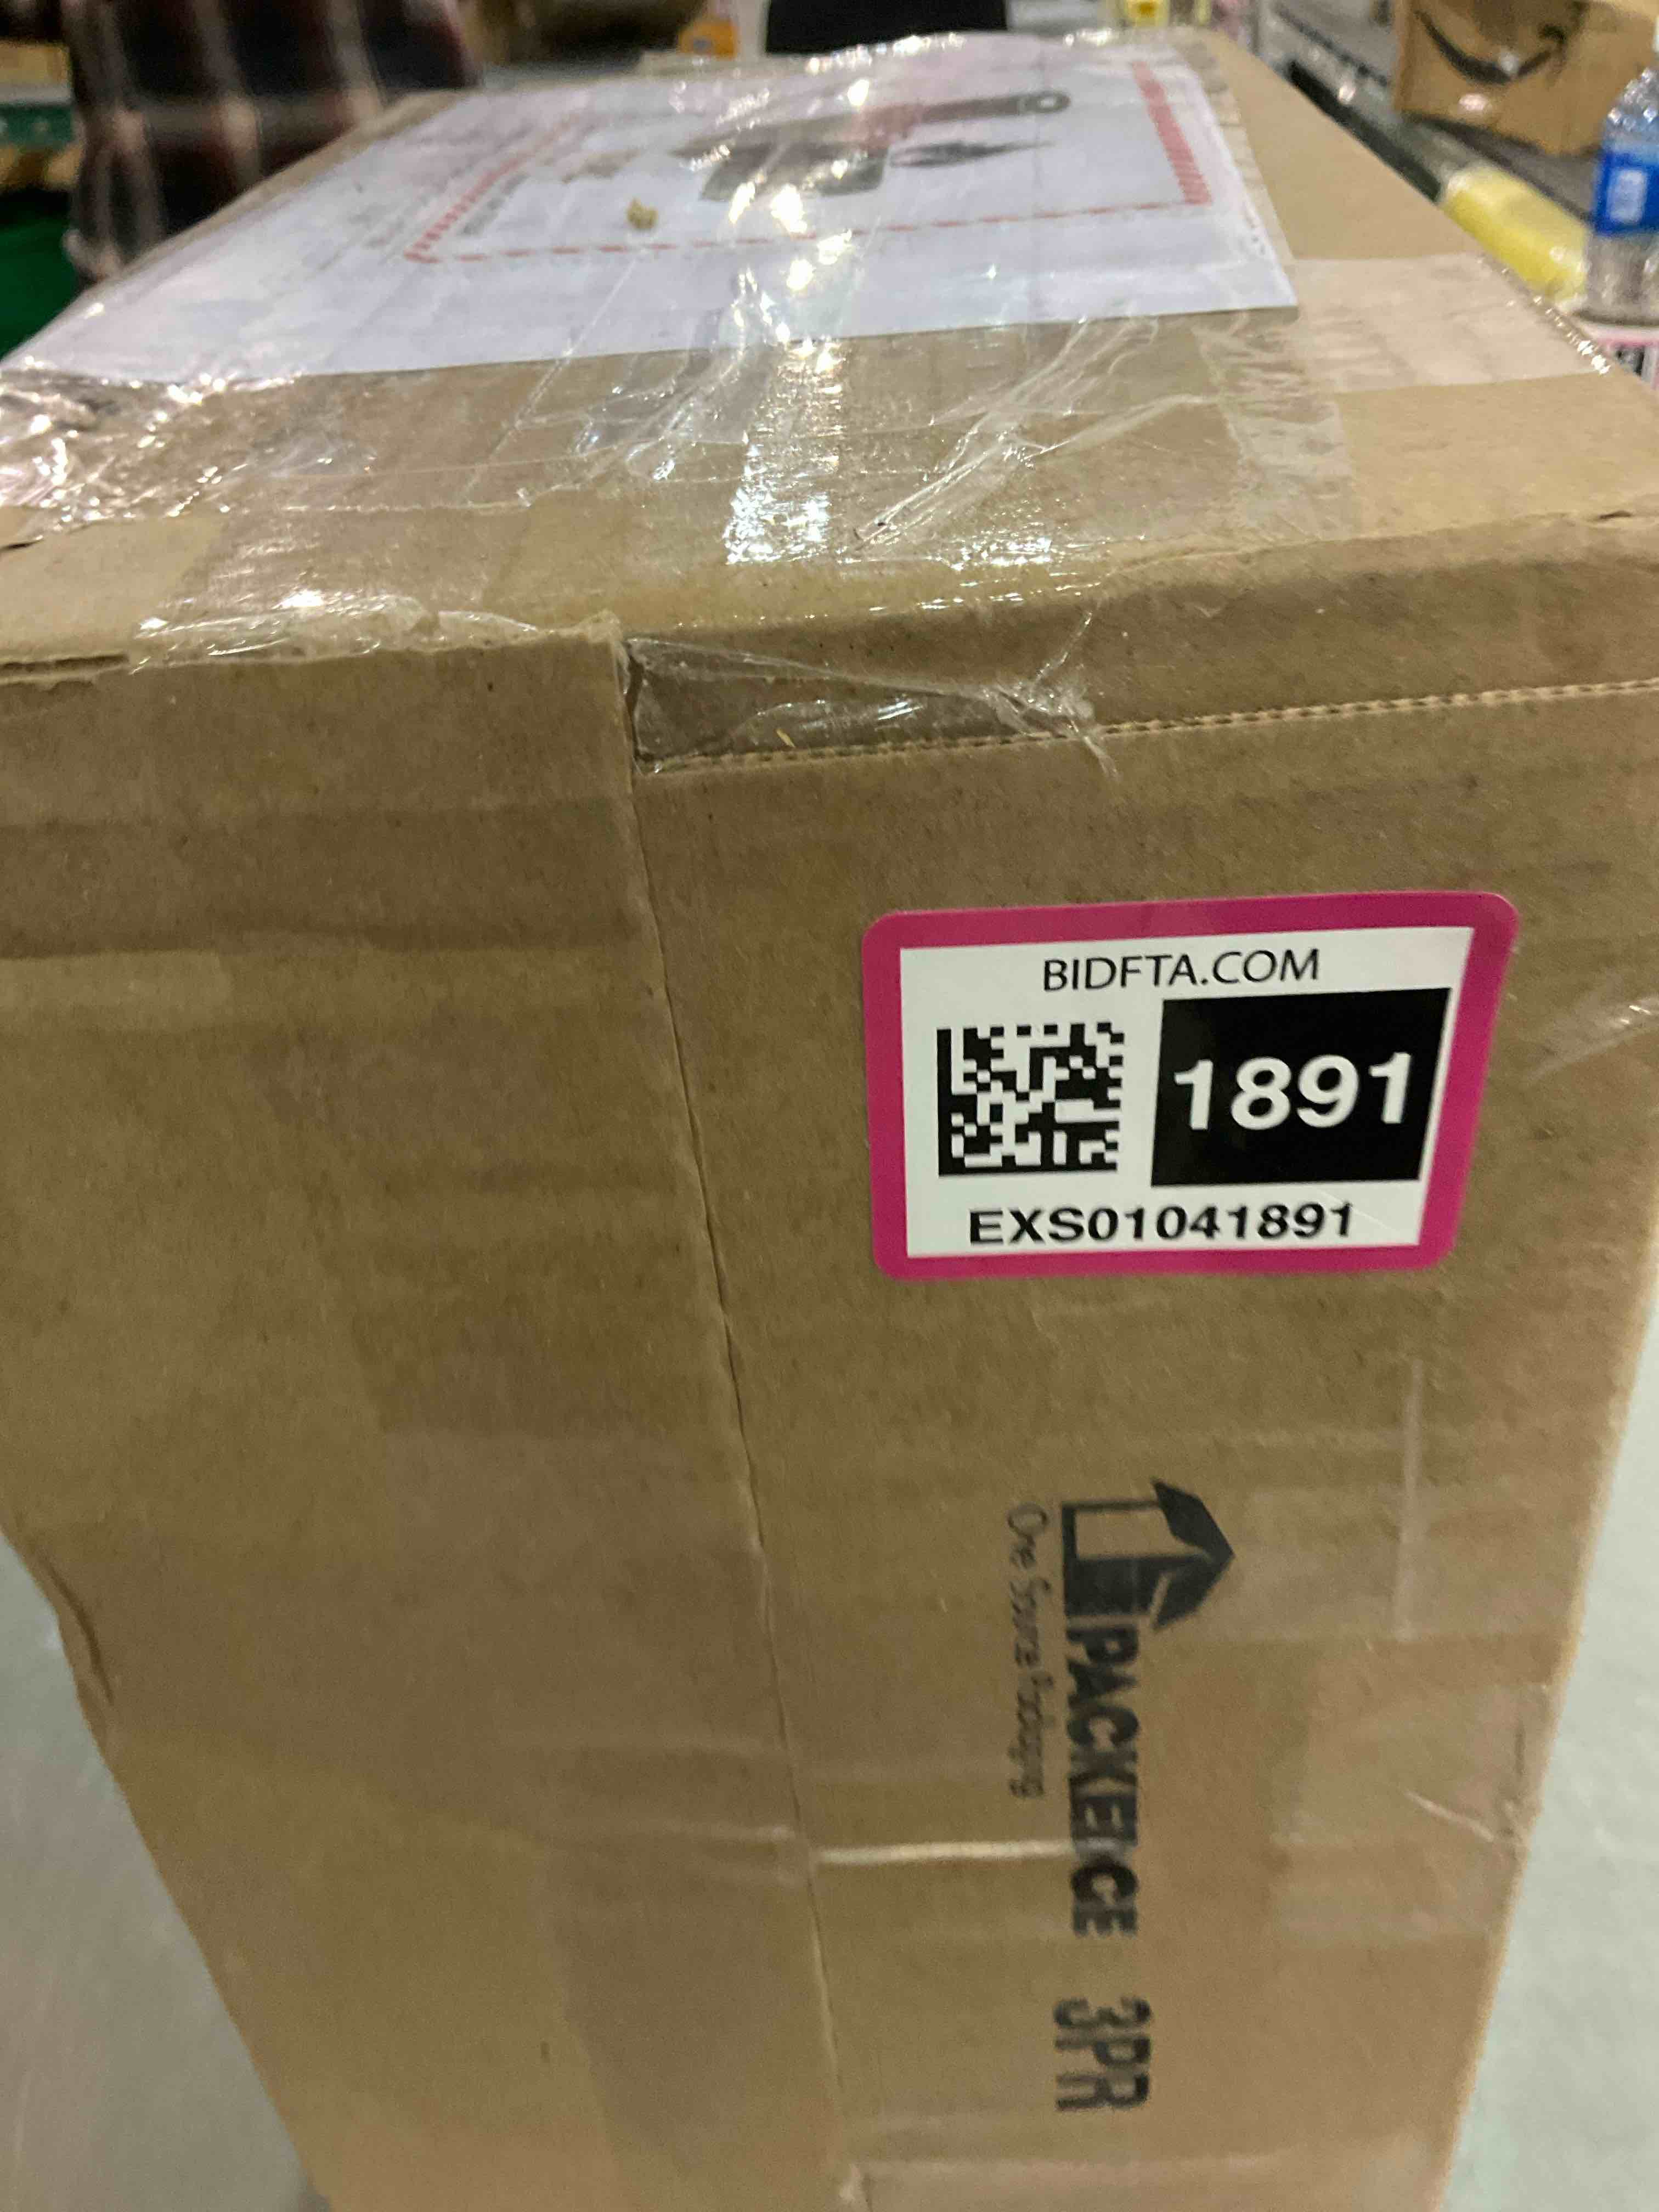 BIDFTA.COM
1891
EXS01041891
PACKEDGE 3PR
One Source Packaging